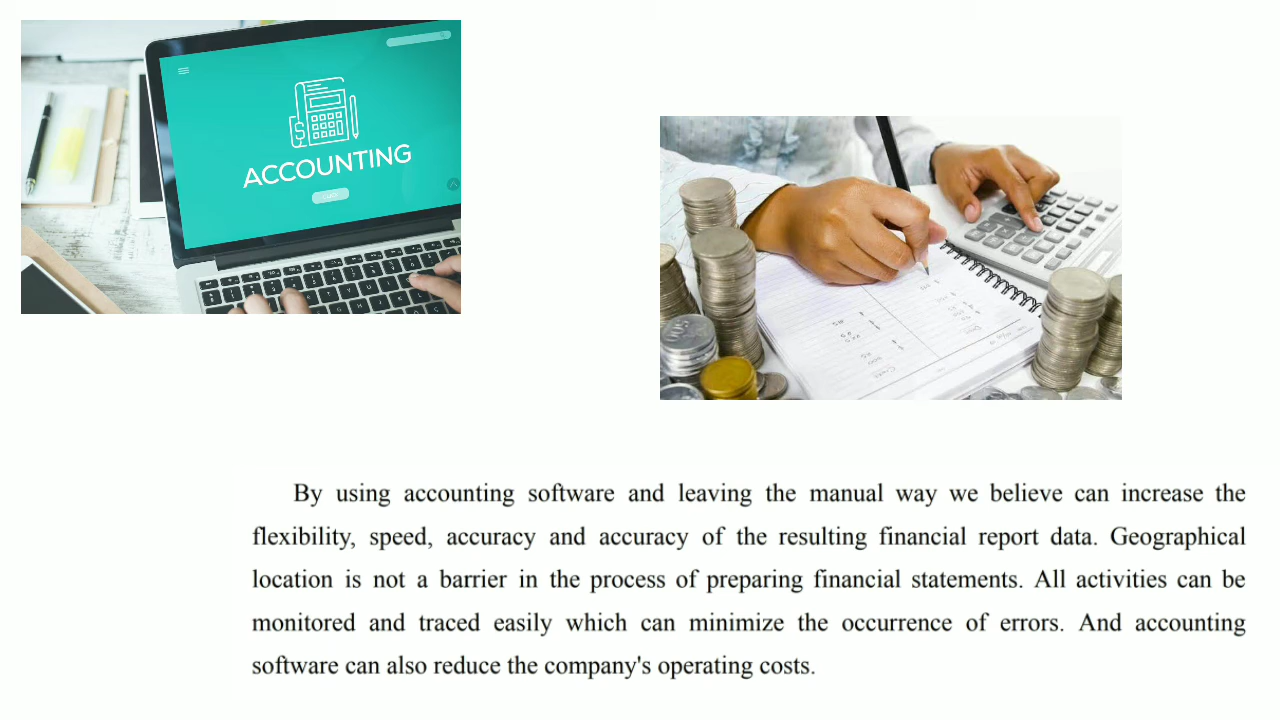 ACCOUNTING
By using accounting software and leaving the manual way we believe can increase the
flexibility, speed, accuracy and accuracy of the resulting financial report data. Geographical
location is not a barrier in the process of preparing financial statements. All activities can be
monitored and traced easily which can minimize the occurrence of errors. And accounting
software can also reduce the company's operating costs.